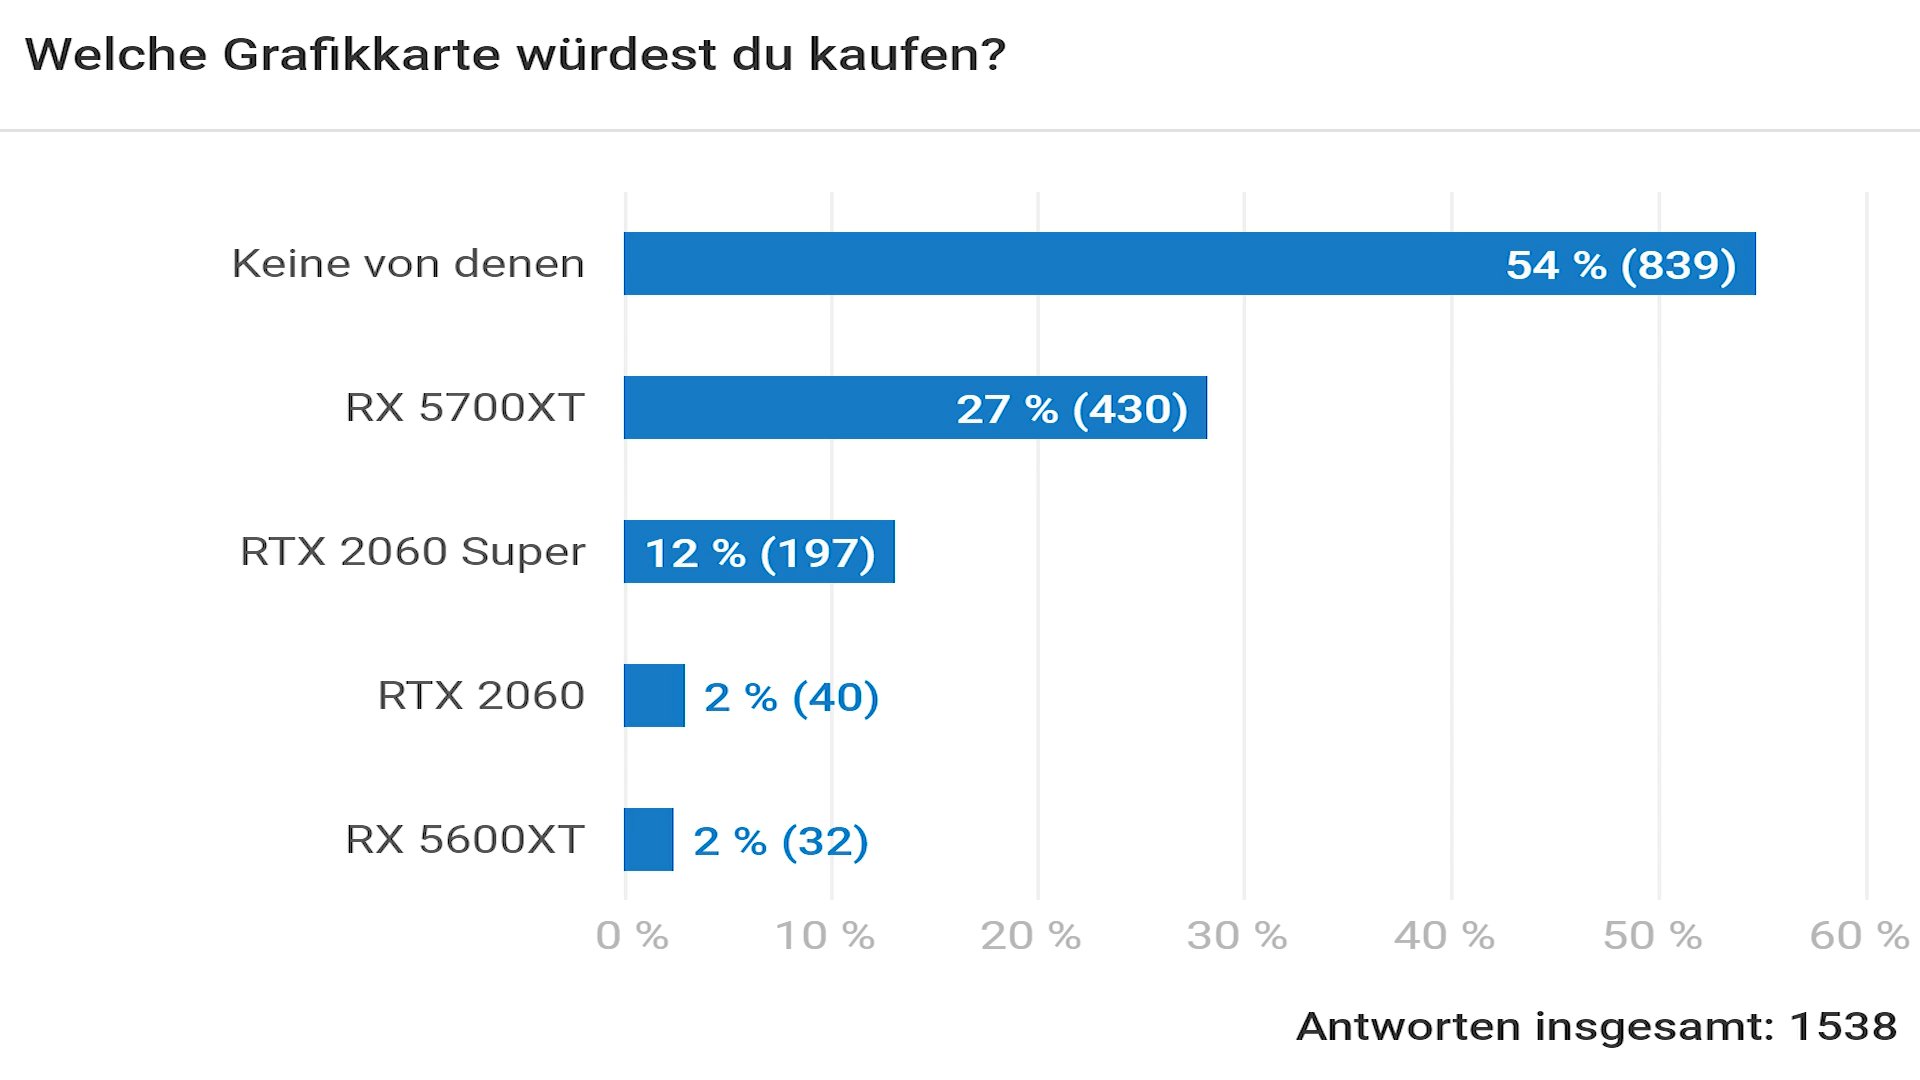 Welche Grafikkarte würdest du kaufen?
Keine von denen 54 % (839)
RX 5700XT 27 % (430)
RTX 2060 Super 12 % (197)
RTX 2060 2 % (40)
RX 5600XT 2 % (32)
0 % 10 % 20 % 30 % 40 % 50 % 60 %
Antworten insgesamt: 1538